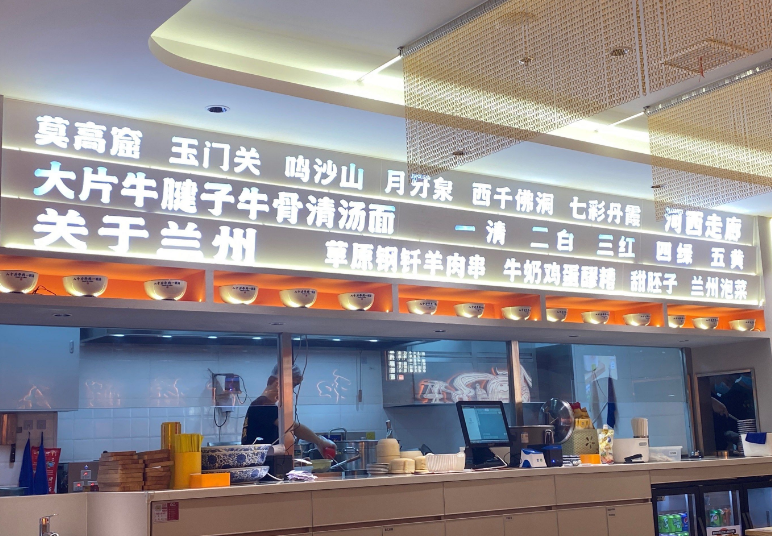 莫高窟 玉门关 鸣沙山 月牙泉 西千佛洞 七彩丹霞 河西走廊
大片牛腱子牛骨清汤面 一清 二白 三红 四绿 五黄
关于兰州 草原钢钎羊肉串 牛奶鸡蛋醪糟 甜胚子 兰州泡菜